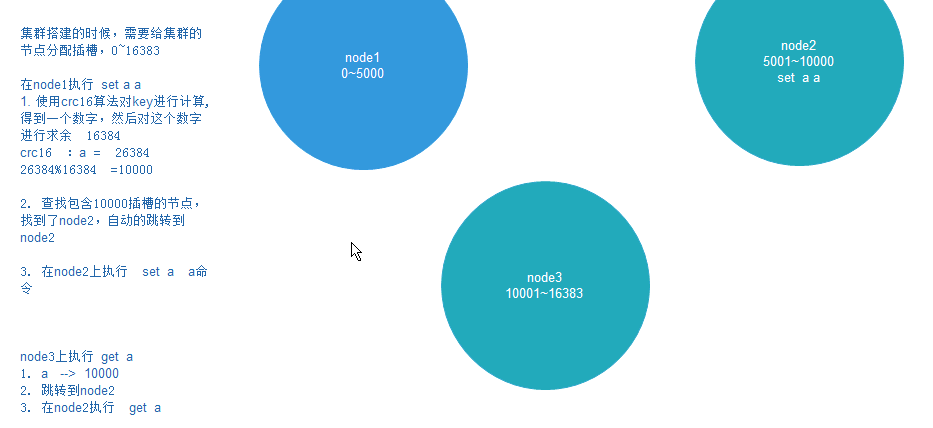 集群搭建的时候，需要给集群的
节点分配插槽，0~16383
在node1执行 set a a
1. 使用crc16算法对key进行计算,
得到一个数字，然后对这个数字
进行求余 16384
crc16 : a = 26384
26384%16384 =10000
2. 查找包含10000插槽的节点，
找到了node2，自动的跳转到
node2
3. 在node2上执行 set a a命
令
node3上执行 get a
1. a --> 10000
2. 跳转到node2
3. 在node2执行 get a
node1
0~5000
node2
5001~10000
set a a
node3
10001~16383